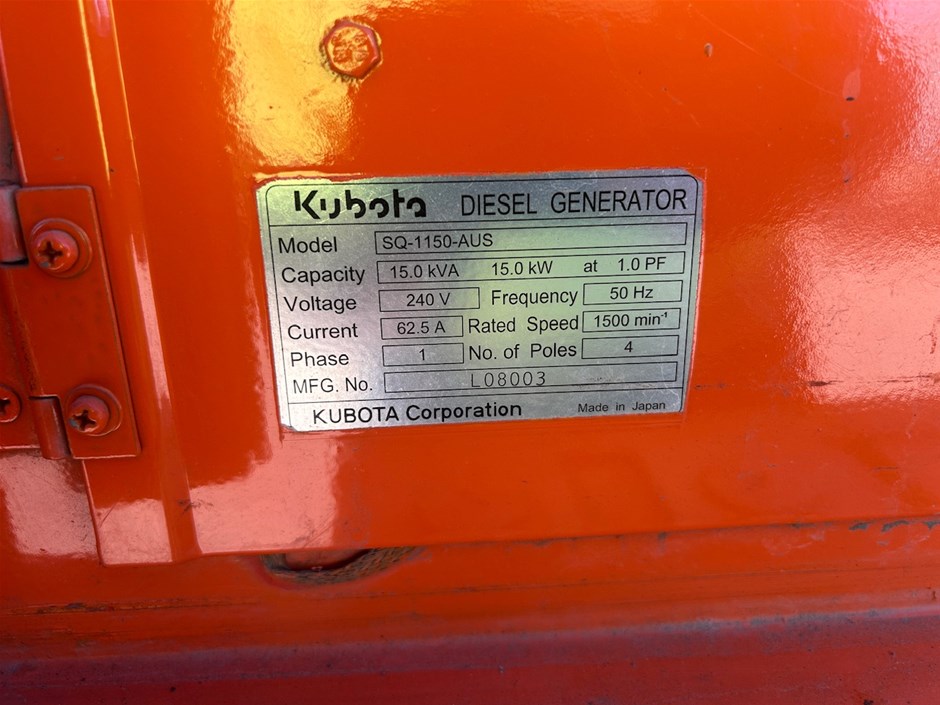 Kubota DIESEL GENERATOR
Model SQ-1150-AUS
Capacity 15.0 kVA 15.0 kW at 1.0 PF
Voltage 240 V Frequency 50 Hz
Current 62.5 A Rated Speed 1500 min⁻¹
Phase 1 No. of Poles 4
MFG. No. L08003
KUBOTA Corporation Made in Japan